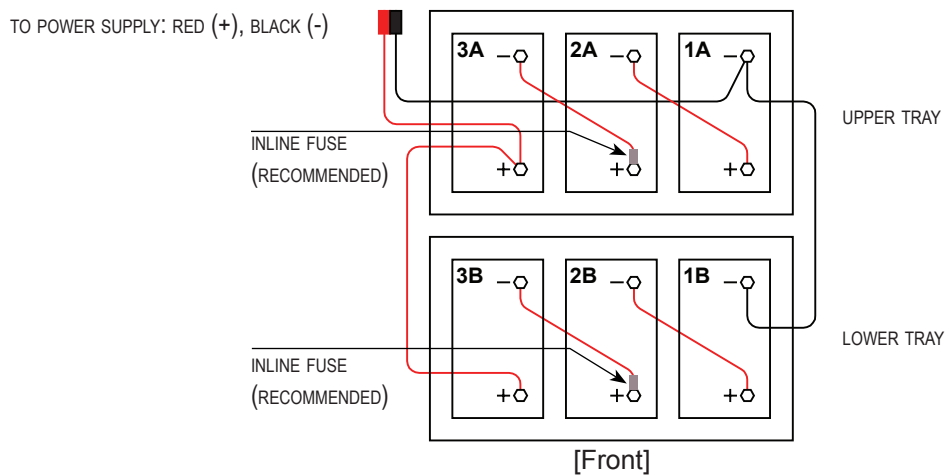 TO POWER SUPPLY: RED (+), BLACK (-)
3A - 2A - 1A -
UPPER TRAY
INLINE FUSE
(RECOMMENDED)
+ + +
3B - 2B - 1B -
LOWER TRAY
INLINE FUSE
(RECOMMENDED)
+ + +
[Front]